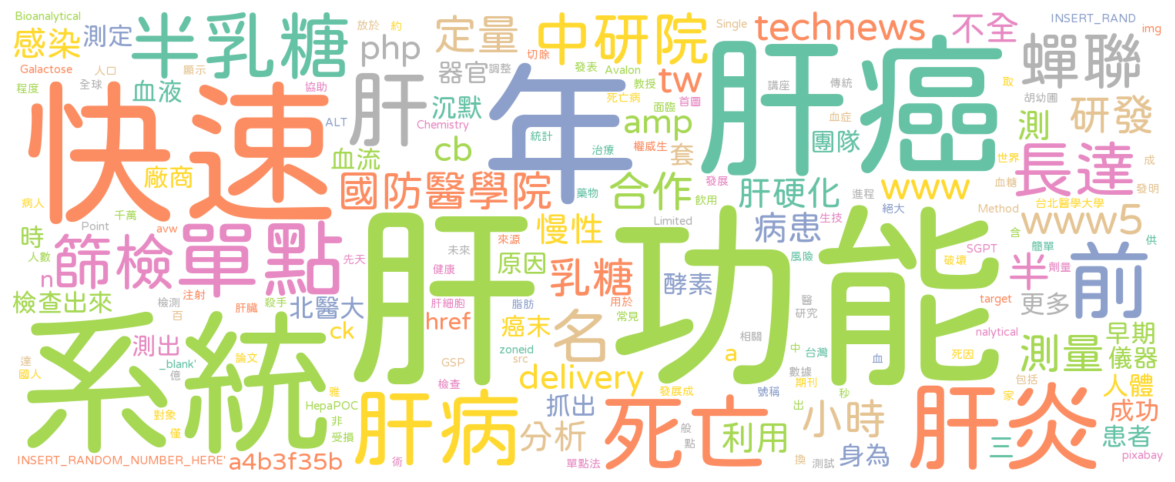 Bioanalytical
感染
測定
半乳糖
放於
約
php
定量
切除
中研院
發表
Avalon
Single
technews
不全
INSERT_RAND
img
Galactose
人口
顯示
程度
全球
協助
血液
器官
調整
沉默
教授
死亡病
面臨
tw
首圖
講座
傳統
取
胡幼圃
蟬聯
快速
ALT
肝
Chemistry
年
統計
治療
權威生
amp
肝癌
團隊
血症
測
研發
廠商
血流
cb
套
世界
成
病人
千萬
國防醫學院
藥物
合作
發展
飲用
肝硬化
www
進程
血糖
發明
長達
台北醫學大學
時
人數
n
篩檢
avw
單點
Point
未來
先天
慢性
來源
原因
健康
Limited
病患
生技
絕大
風險
Method
www5
含
簡單
供
SGPT
半
劑量
前
檢查出來
檢測
百
注射
肝臟
殺手
北醫大
肝細胞
脂肪
乳糖
用於
常見
酵素
破壞
target
更多
系統
測出
_blank'
論文
ck
href
癌末
名
肝功能
相關
醫
研究
nalytical
早期
達
國人
億
罹
GSP
zoneid
src
a
中
台灣
血
死因
測量
儀器
對象
僅
HepaPOC
檢查
delivery
數據
期刊
秒
包括
人體
非
受損
肝病
抓出
發展成
號稱
出
家
肝炎
成功
術
分析
死亡
般
點
利用
小時
三
患者
INSERT_RANDOM_NUMBER_HERE'
a4b3f35b
單點法
換
測試
身為
pixabay